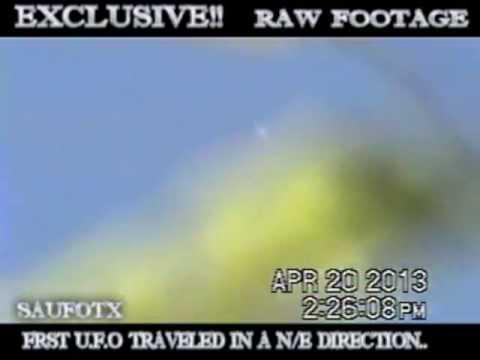 EXCLUSIVE!! RAW FOOTAGE
APR 20 2013
2:26:08PM
SAUFOTX
FRST U.F.O TRAVELED IN A N/E DIRECTION..